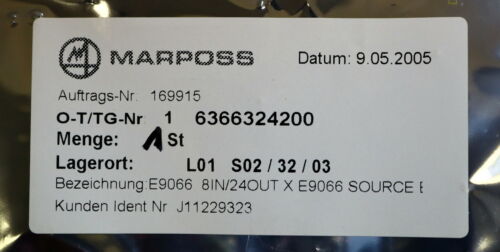 MARPOSS Datum: 9.05.2005
Auftrags-Nr. 169915
O-T/TG-Nr 1 6366324200
Menge: 1 St
Lagerort: L01 S02 / 32 / 03
Bezeichnung:E9066 8IN/24OUT X E9066 SOURCE
Kunden Ident Nr J11229323